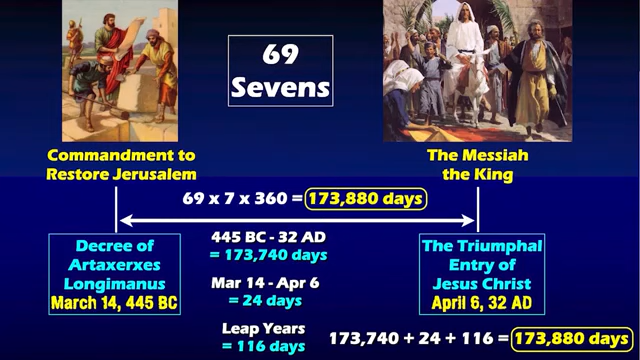 69
Sevens
Commandment to
Restore Jerusalem
The Messiah
the King
69 x 7 x 360 = 173,880 days
Decree of
Artaxerxes
Longimanus
March 14, 445 BC
445 BC - 32 AD
= 173,740 days
Mar 14 - Apr 6
= 24 days
Leap Years
= 116 days
The Triumphal
Entry of
Jesus Christ
April 6, 32 AD
173,740 + 24 + 116 = 173,880 days